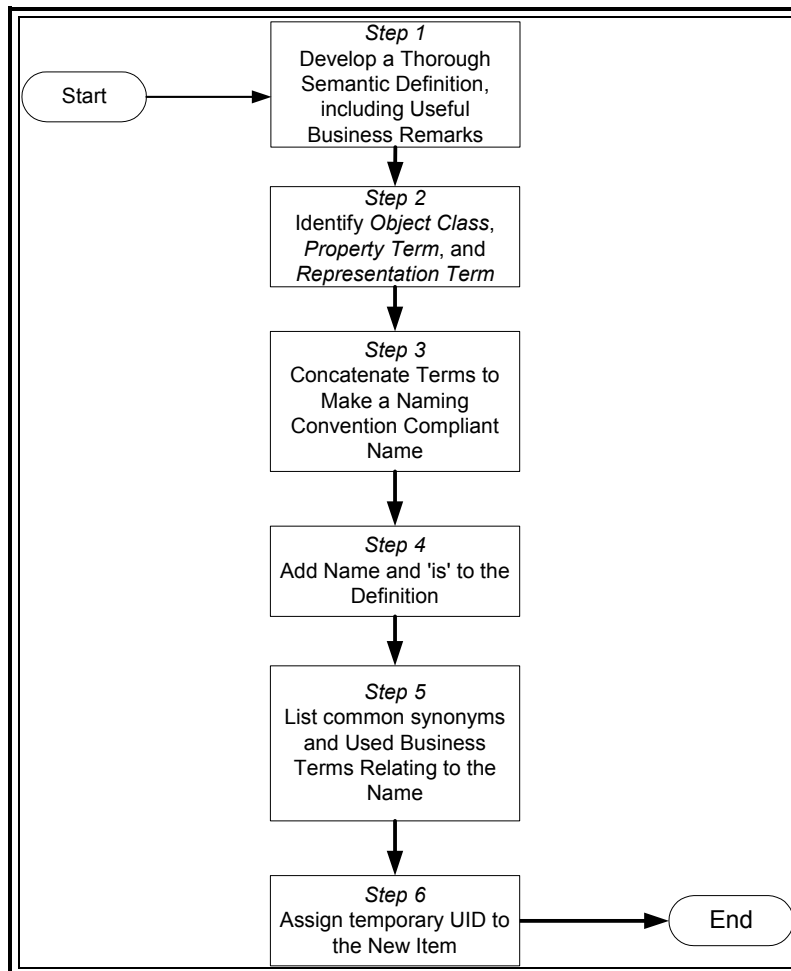 Start
Step 1
Develop a Thorough
Semantic Definition,
including Useful
Business Remarks
Step 2
Identify Object Class,
Property Term, and
Representation Term
Step 3
Concatenate Terms to
Make a Naming
Convention Compliant
Name
Step 4
Add Name and 'is' to the
Definition
Step 5
List common synonyms
and Used Business
Terms Relating to the
Name
Step 6
Assign temporary UID to
the New Item
End